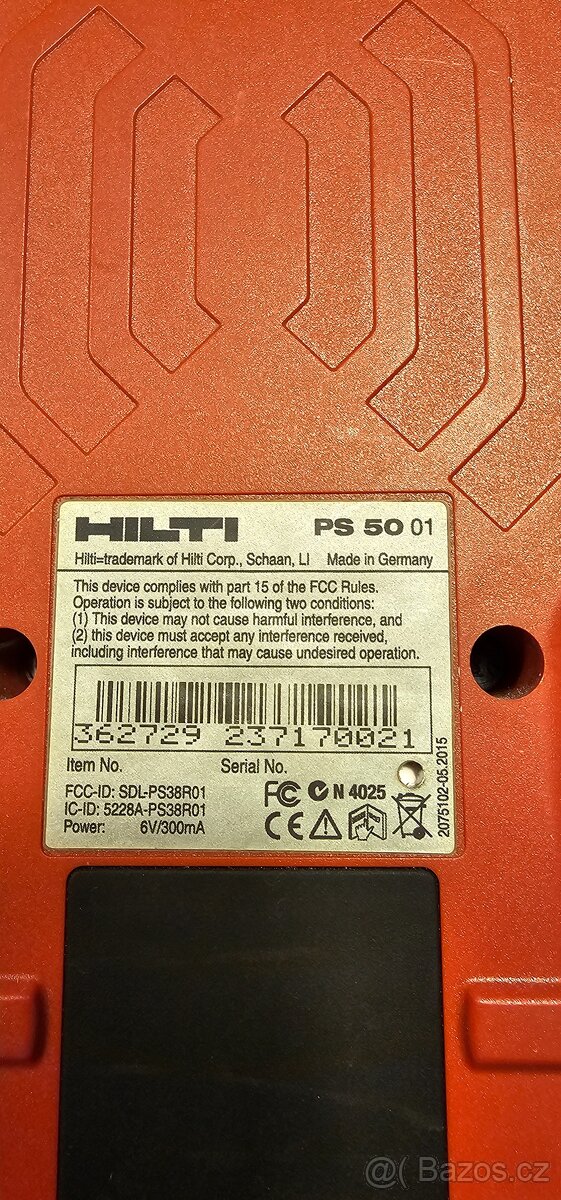 HILTI PS 50 01
Hilti=trademark of Hilti Corp., Schaan, LI Made in Germany
This device complies with part 15 of the FCC Rules.
Operation is subject to the following two conditions:
(1) This device may not cause harmful interference, and
(2) this device must accept any interference received,
including interference that may cause undesired operation.
362729 237170021
Item No. Serial No.
FCC-ID: SDL-PS38R01
IC-ID: 5228A-PS38R01
Power: 6V/300mA
FC N 4025
CE
2075102-05.2015
@( Bazos.cz